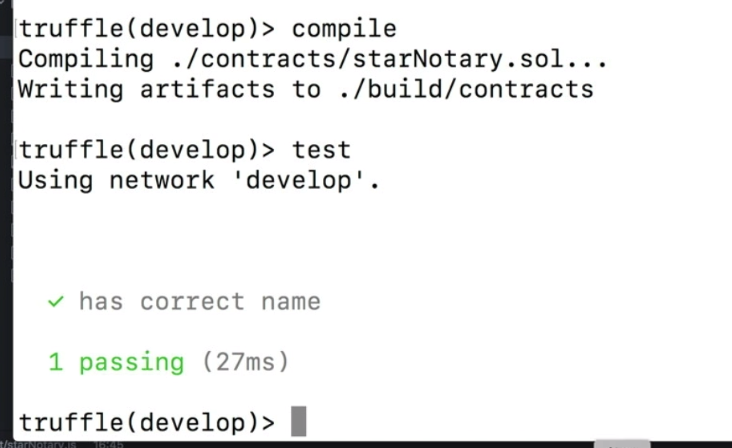 truffle(develop)> compile
Compiling ./contracts/starNotary.sol...
Writing artifacts to ./build/contracts
truffle(develop)> test
Using network 'develop'.
✓ has correct name
1 passing (27ms)
truffle(develop)>
t/starNotary.js 16:45